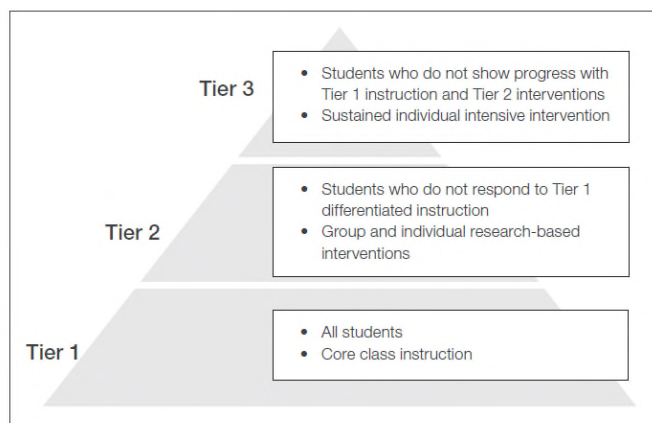 Tier 3
• Students who do not show progress with
Tier 1 instruction and Tier 2 interventions
• Sustained individual intensive intervention
Tier 2
• Students who do not respond to Tier 1
differentiated instruction
• Group and individual research-based
interventions
Tier 1
• All students
• Core class instruction